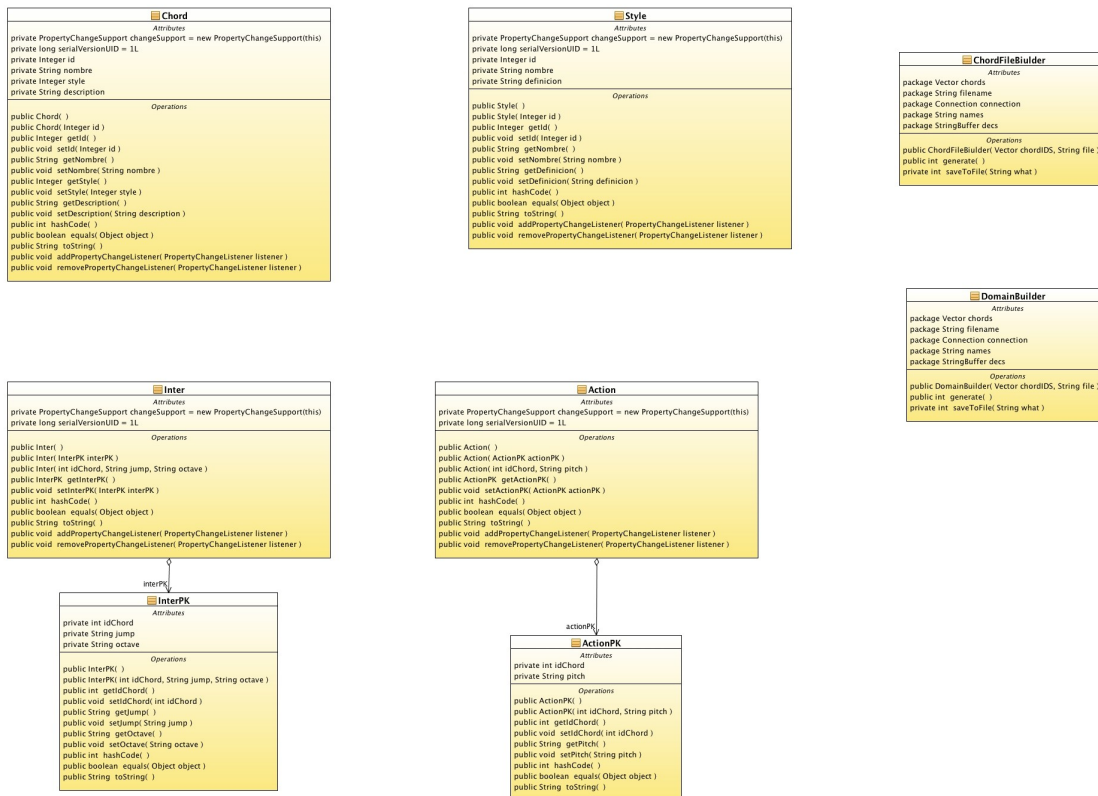 Chord
Attributes
private PropertyChangeSupport changeSupport = new PropertyChangeSupport(this)
private long serialVersionUID = 1L
private Integer id
private String nombre
private Integer style
private String description
Operations
public Chord( )
public Chord( Integer id )
public Integer getId( )
public void setId( Integer id )
public String getNombre( )
public void setNombre( String nombre )
public Integer getStyle( )
public void setStyle( Integer style )
public String getDescription( )
public void setDescription( String description )
public int hashCode( )
public boolean equals( Object object )
public String toString( )
public void addPropertyChangeListener( PropertyChangeListener listener )
public void removePropertyChangeListener( PropertyChangeListener listener )
Style
Attributes
private PropertyChangeSupport changeSupport = new PropertyChangeSupport(this)
private long serialVersionUID = 1L
private Integer id
private String nombre
private String definicion
Operations
public Style( )
public Style( Integer id )
public Integer getId( )
public void setId( Integer id )
public String getNombre( )
public void setNombre( String nombre )
public String getDefinicion( )
public void setDefinicion( String definicion )
public int hashCode( )
public boolean equals( Object object )
public String toString( )
public void addPropertyChangeListener( PropertyChangeListener listener )
public void removePropertyChangeListener( PropertyChangeListener listener )
ChordFileBiulder
Attributes
package Vector chords
package String filename
package Connection connection
package String names
package StringBuffer decs
Operations
public ChordFileBiulder( Vector chordIDS, String file )
public int generate( )
private int saveToFile( String what )
DomainBuilder
Attributes
package Vector chords
package String filename
package Connection connection
package String names
package StringBuffer decs
Operations
public DomainBuilder( Vector chordIDS, String file )
public int generate( )
private int saveToFile( String what )
Inter
Attributes
private PropertyChangeSupport changeSupport = new PropertyChangeSupport(this)
private long serialVersionUID = 1L
Operations
public Inter( )
public Inter( InterPK interPK )
public Inter( int idChord, String jump, String octave )
public InterPK getInterPK( )
public void setInterPK( InterPK interPK )
public int hashCode( )
public boolean equals( Object object )
public String toString( )
public void addPropertyChangeListener( PropertyChangeListener listener )
public void removePropertyChangeListener( PropertyChangeListener listener )
Action
Attributes
private PropertyChangeSupport changeSupport = new PropertyChangeSupport(this)
private long serialVersionUID = 1L
Operations
public Action( )
public Action( ActionPK actionPK )
public Action( int idChord, String pitch )
public ActionPK getActionPK( )
public void setActionPK( ActionPK actionPK )
public int hashCode( )
public boolean equals( Object object )
public String toString( )
public void addPropertyChangeListener( PropertyChangeListener listener )
public void removePropertyChangeListener( PropertyChangeListener listener )
interPK
InterPK
Attributes
private int idChord
private String jump
private String octave
Operations
public InterPK( )
public InterPK( int idChord, String jump, String octave )
public int getIdChord( )
public void setIdChord( int idChord )
public String getJump( )
public void setJump( String jump )
public String getOctave( )
public void setOctave( String octave )
public int hashCode( )
public boolean equals( Object object )
public String toString( )
actionPK
ActionPK
Attributes
private int idChord
private String pitch
Operations
public ActionPK( )
public ActionPK( int idChord, String pitch )
public int getIdChord( )
public void setIdChord( int idChord )
public String getPitch( )
public void setPitch( String pitch )
public int hashCode( )
public boolean equals( Object object )
public String toString( )